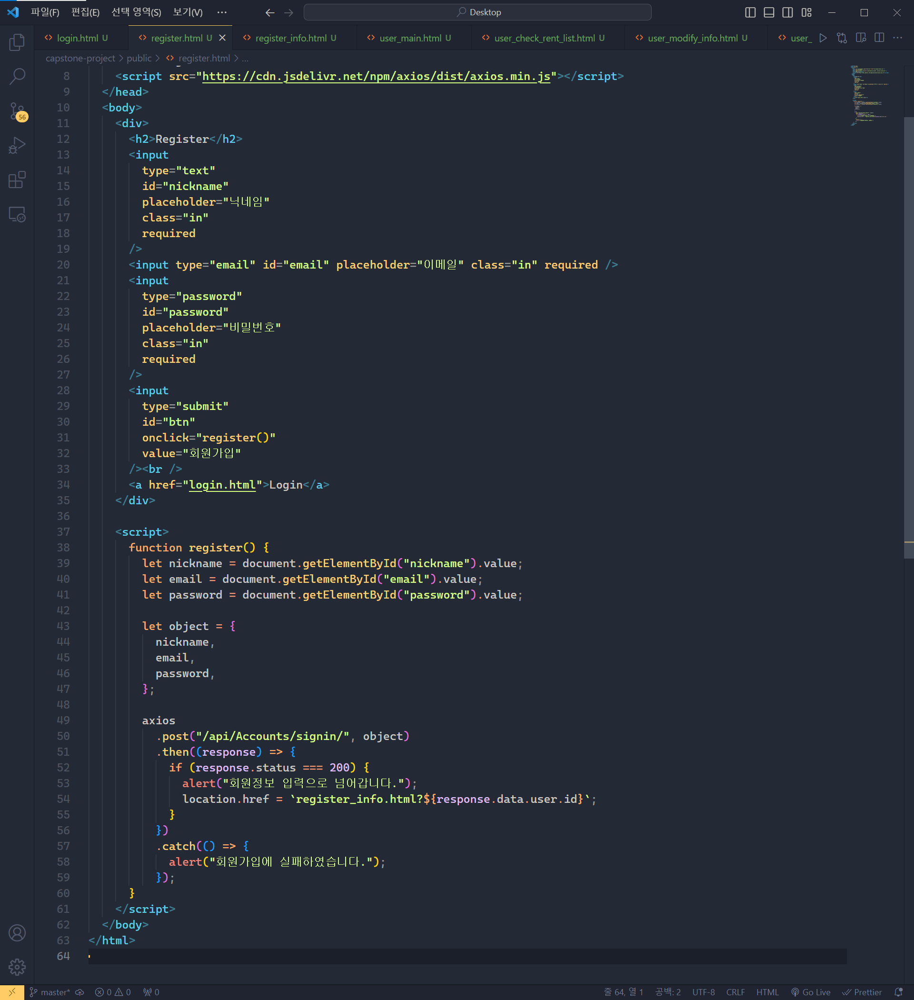 파일(F) 편집(E) 선택 영역(S) 보기(V) ··· Desktop
login.html U register.html U register_info.html U user_main.html U user_check_rent_list.html U user_modify_info.html U user_
capstone-project > public > register.html > ...
8 <script src="https://cdn.jsdelivr.net/npm/axios/dist/axios.min.js"></script>
9 </head>
10 <body>
11 <div>
12 <h2>Register</h2>
13 <input
14 type="text"
15 id="nickname"
16 placeholder="닉네임"
17 class="in"
18 required
19 />
20 <input type="email" id="email" placeholder="이메일" class="in" required />
21 <input
22 type="password"
23 id="password"
24 placeholder="비밀번호"
25 class="in"
26 required
27 />
28 <input
29 type="submit"
30 id="btn"
31 onclick="register()"
32 value="회원가입"
33 /><br />
34 <a href="login.html">Login</a>
35 </div>
36
37 <script>
38 function register() {
39 let nickname = document.getElementById("nickname").value;
40 let email = document.getElementById("email").value;
41 let password = document.getElementById("password").value;
42
43 let object = {
44 nickname,
45 email,
46 password,
47 };
48
49 axios
50 .post("/api/Accounts/signin/", object)
51 .then((response) => {
52 if (response.status === 200) {
53 alert("회원정보 입력으로 넘어갑니다.");
54 location.href = `register_info.html?${response.data.user.id}`;
55 }
56 })
57 .catch(() => {
58 alert("회원가입에 실패하였습니다.");
59 });
60 }
61 </script>
62 </body>
63 </html>
64
56
master* 0 0 0 줄 64, 열 1 공백: 2 UTF-8 CRLF HTML Go Live Prettier